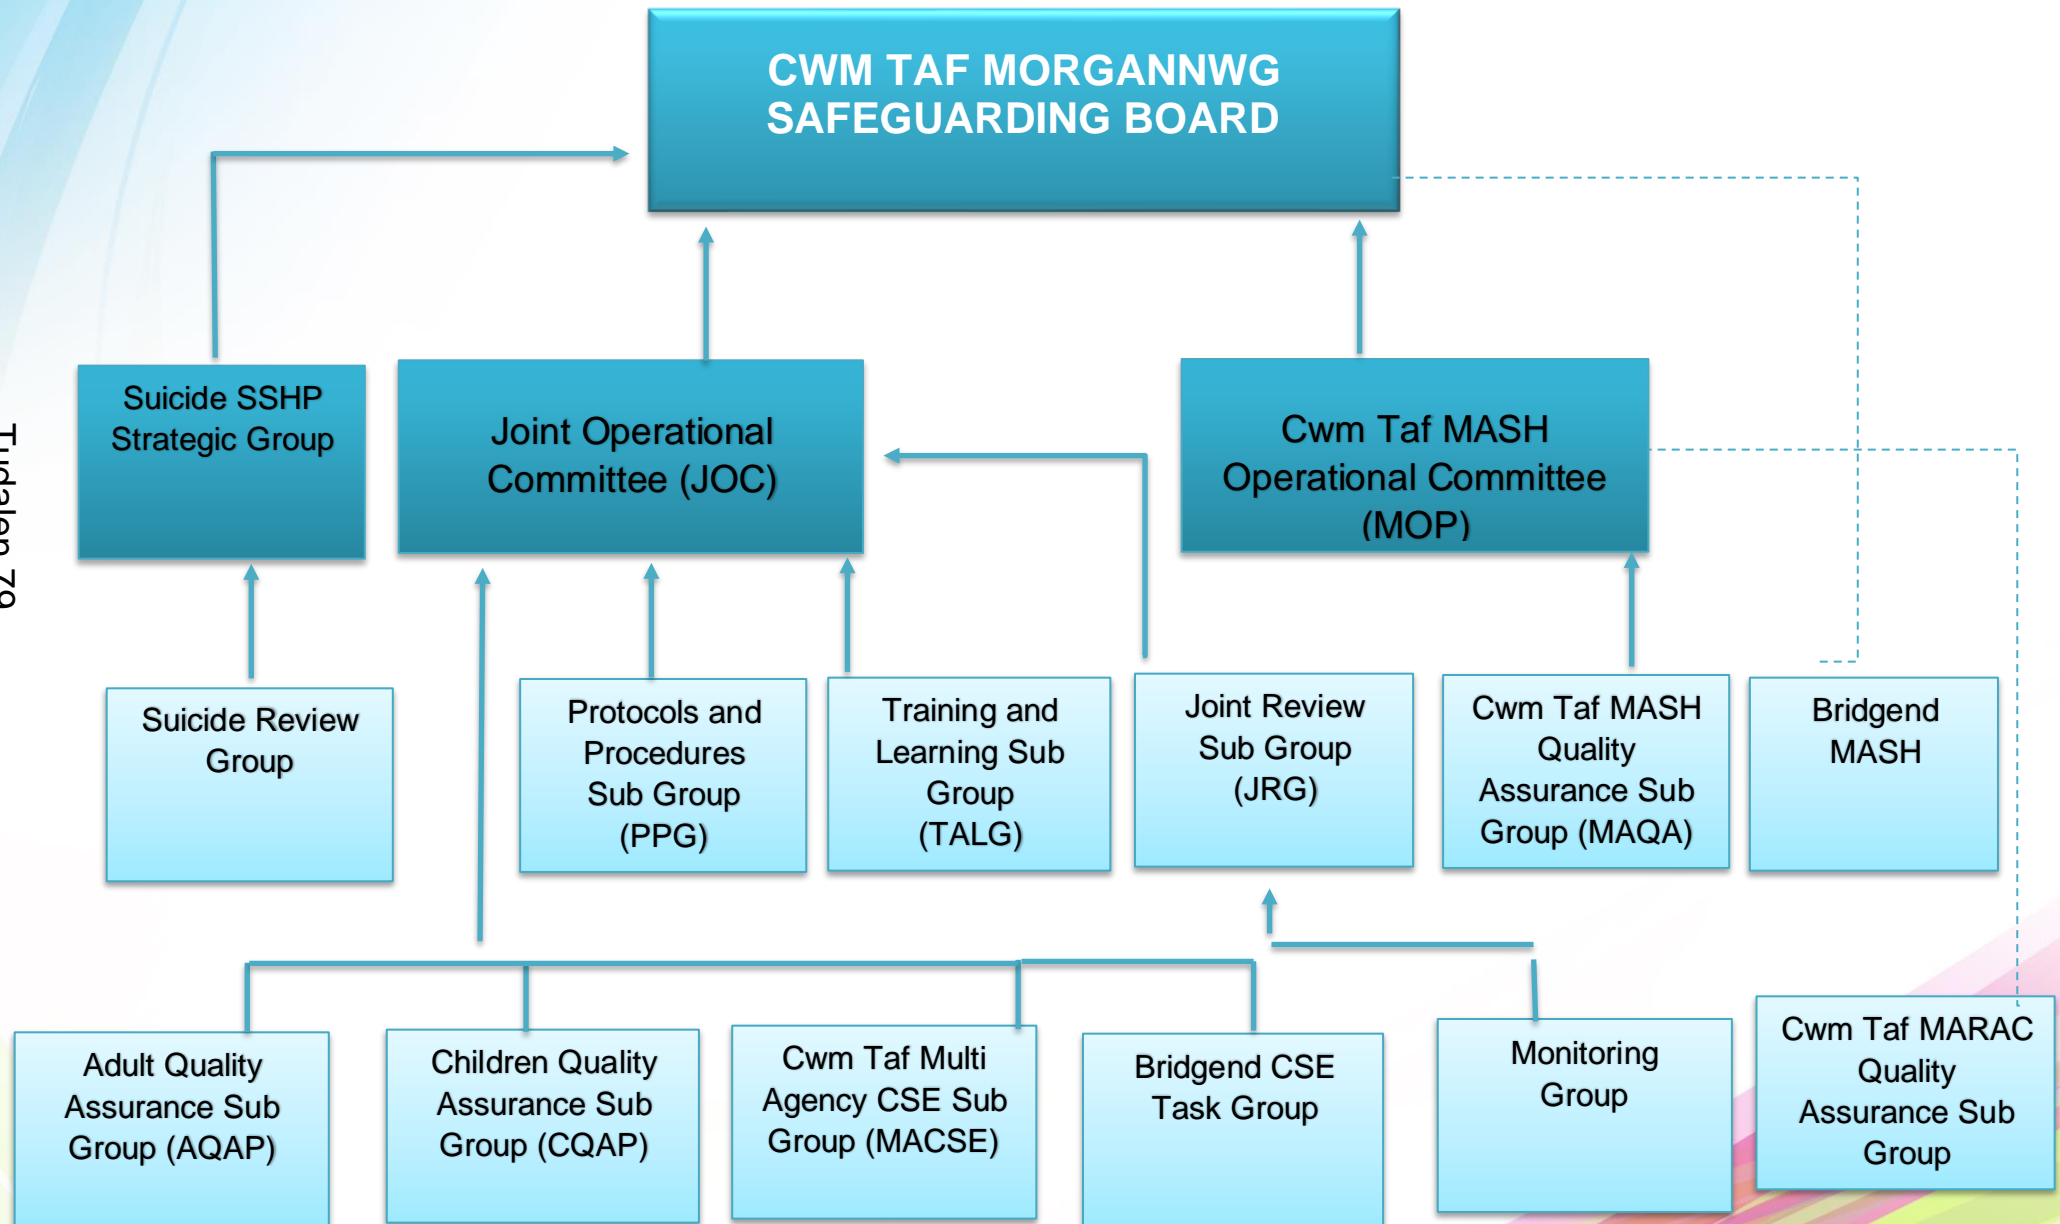 CWM TAF MORGANNWG
SAFEGUARDING BOARD
Suicide SSHP
Strategic Group
Joint Operational
Committee (JOC)
Cwm Taf MASH
Operational Committee
(MOP)
Tudalen 79
Suicide Review
Group
Protocols and
Procedures
Sub Group
(PPG)
Training and
Learning Sub
Group
(TALG)
Joint Review
Sub Group
(JRG)
Cwm Taf MASH
Quality
Assurance Sub
Group (MAQA)
Bridgend
MASH
Adult Quality
Assurance Sub
Group (AQAP)
Children Quality
Assurance Sub
Group (CQAP)
Cwm Taf Multi
Agency CSE Sub
Group (MACSE)
Bridgend CSE
Task Group
Monitoring
Group
Cwm Taf MARAC
Quality
Assurance Sub
Group